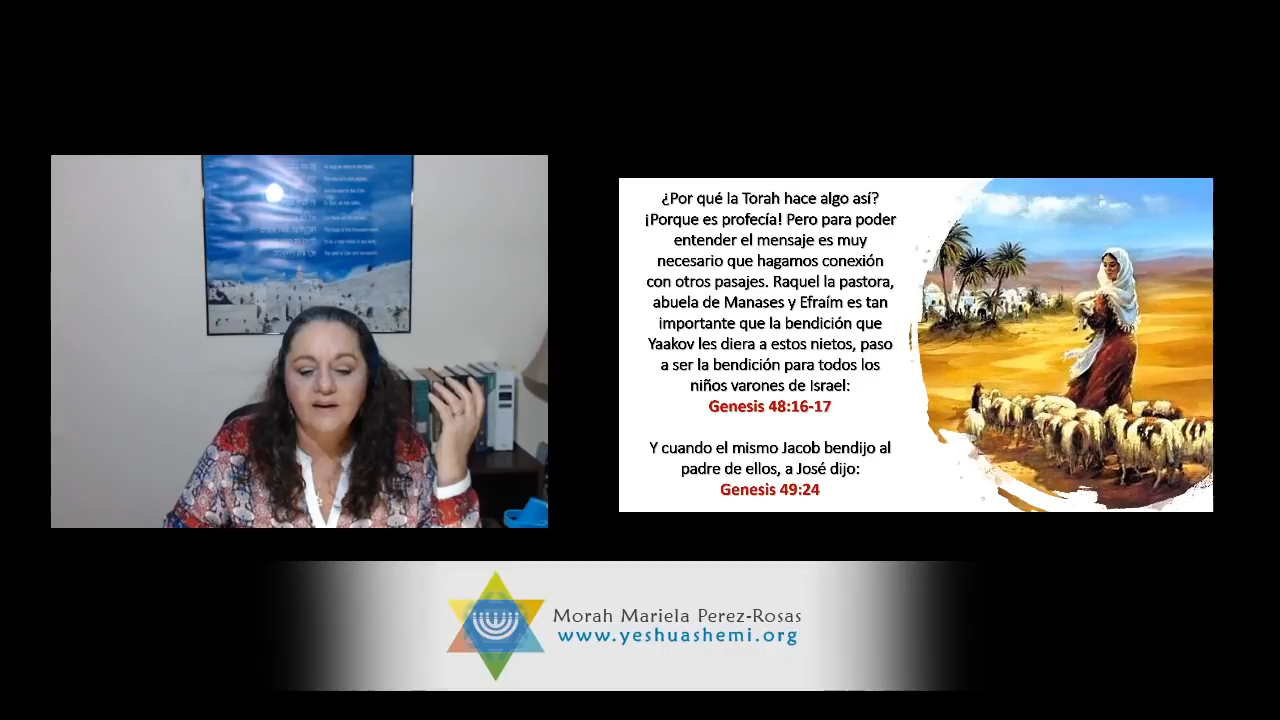 ¿Por qué la Torah hace algo así?
¡Porque es profecía! Pero para poder
entender el mensaje es muy
necesario que hagamos conexión
con otros pasajes. Raquel la pastora,
abuela de Manases y Efraím es tan
importante que la bendición que
Yaakov les diera a estos nietos, paso
a ser la bendición para todos los
niños varones de Israel:
Genesis 48:16-17
Y cuando el mismo Jacob bendijo al
padre de ellos, a José dijo:
Genesis 49:24
Morah Mariela Perez-Rosas
www.yeshuashemi.org